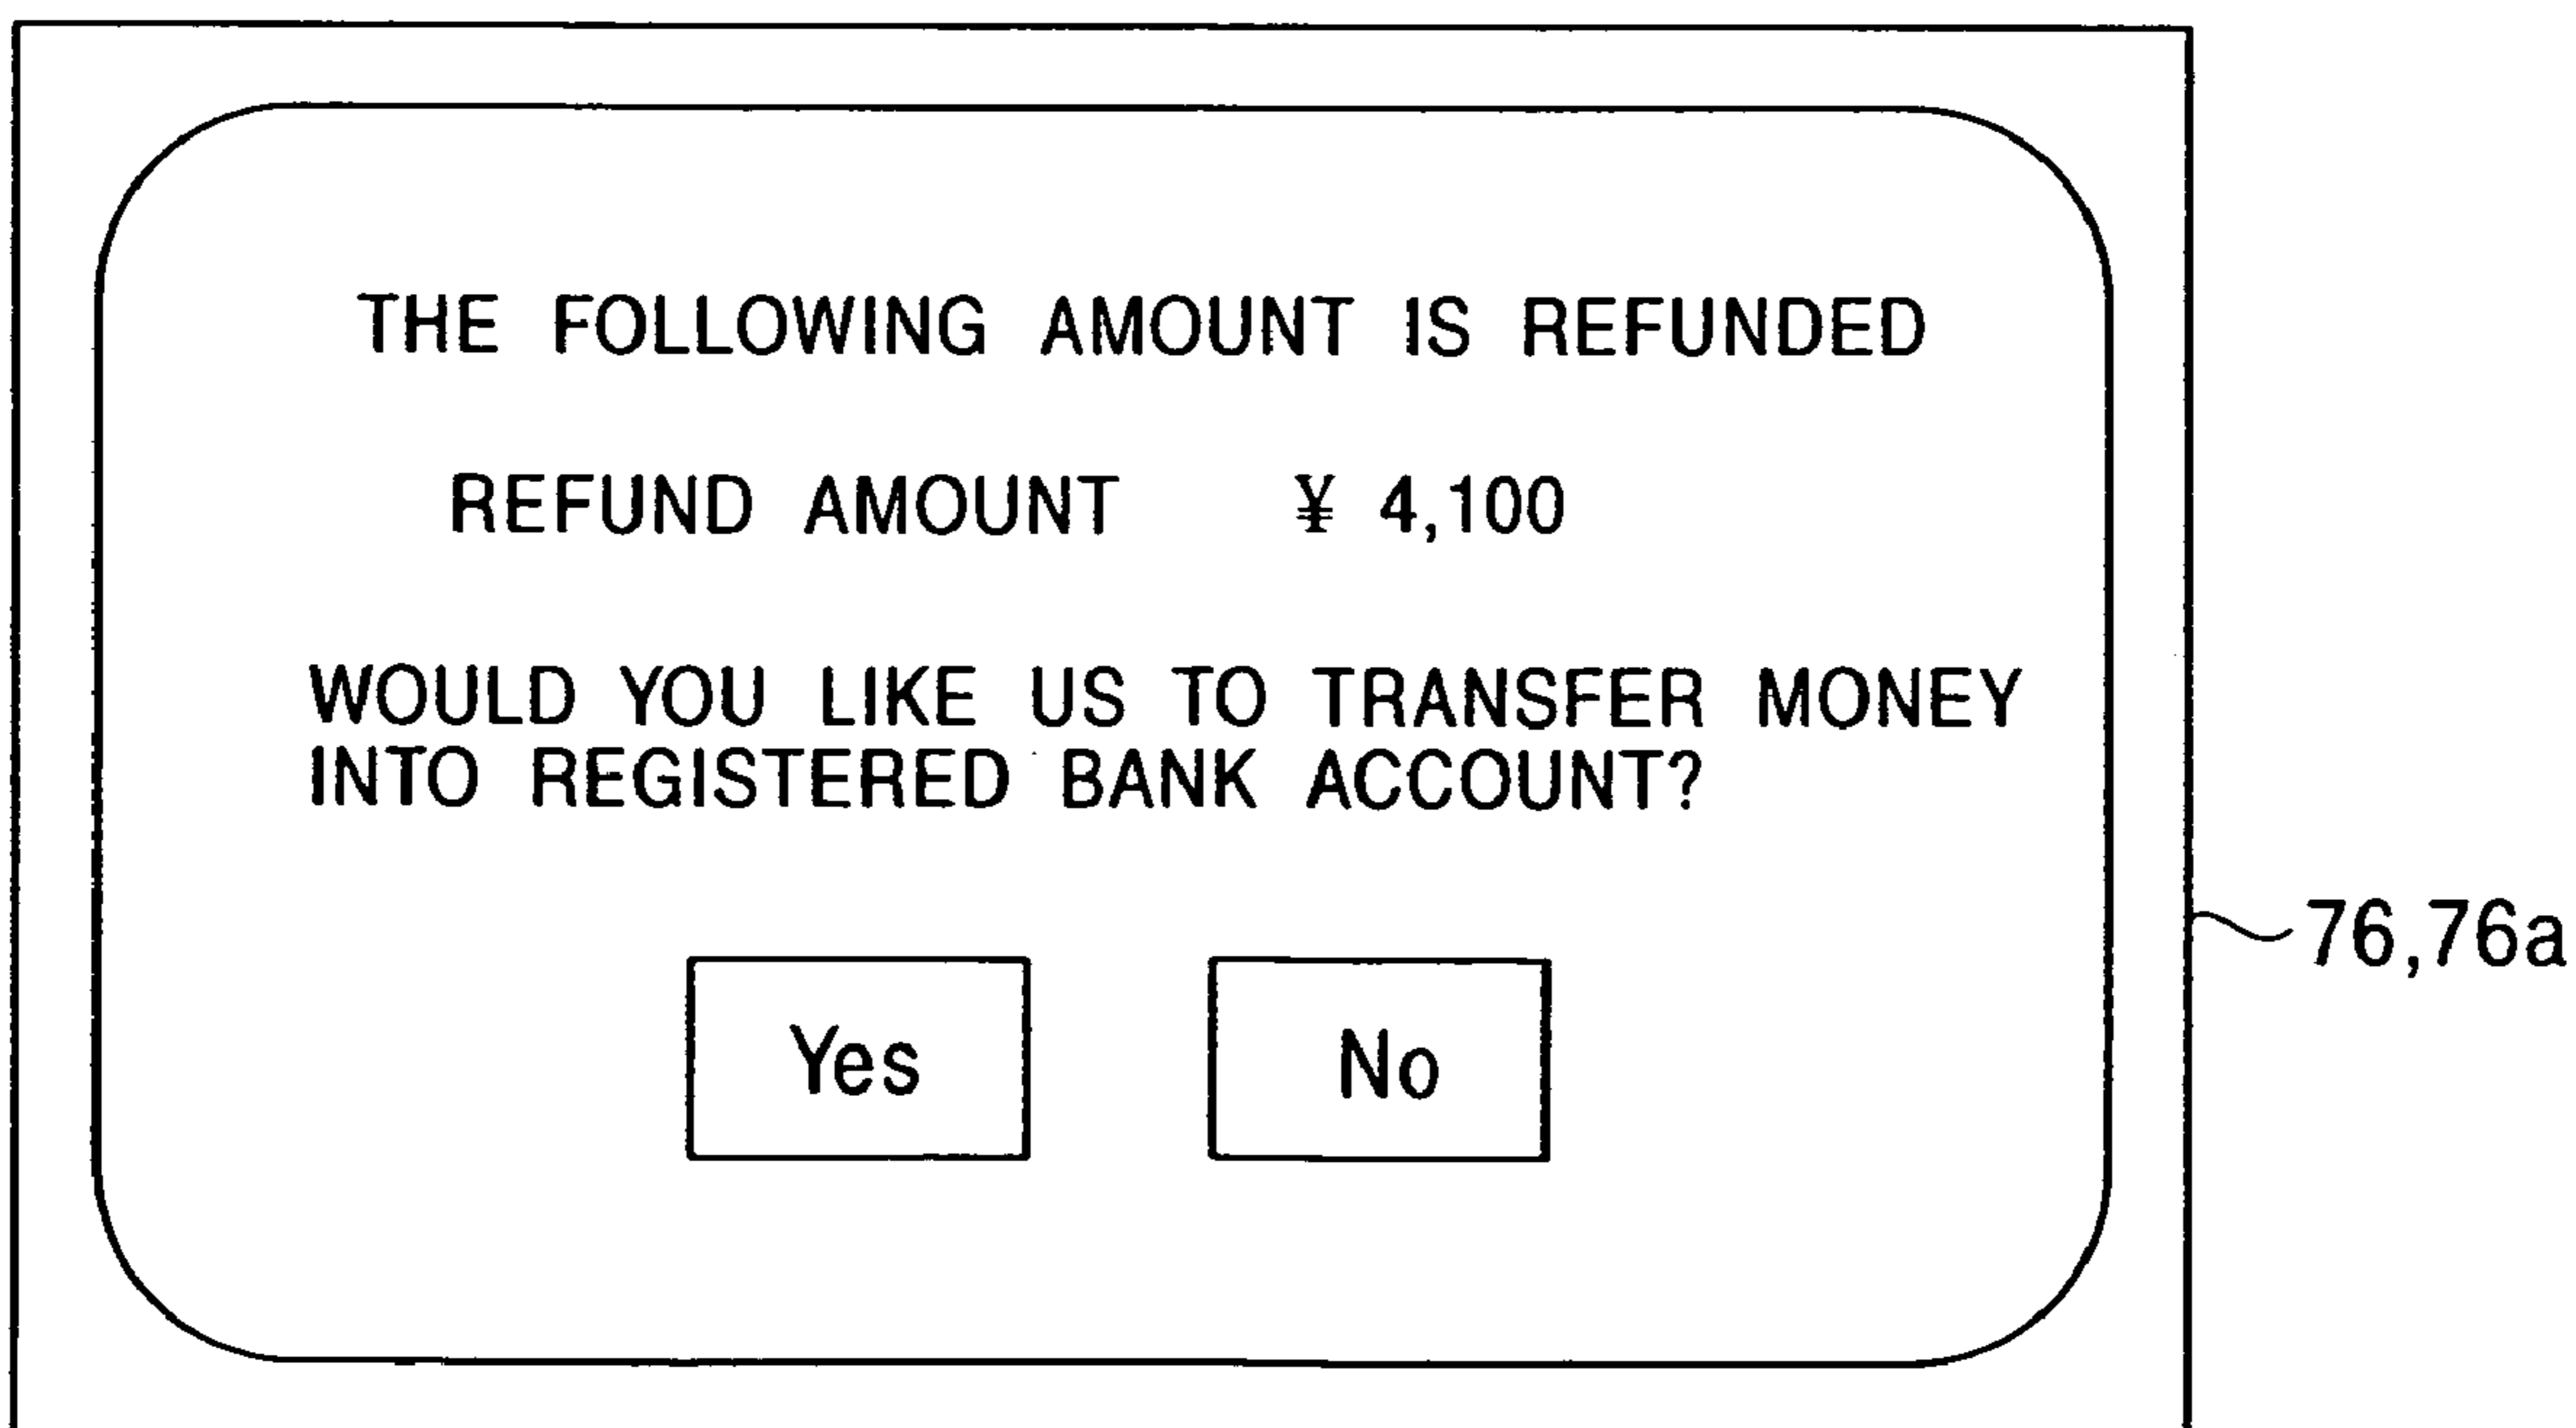 THE FOLLOWING AMOUNT IS REFUNDED
REFUND AMOUNT ¥ 4,100
WOULD YOU LIKE US TO TRANSFER MONEY
INTO REGISTERED BANK ACCOUNT?
Yes No
76,76a